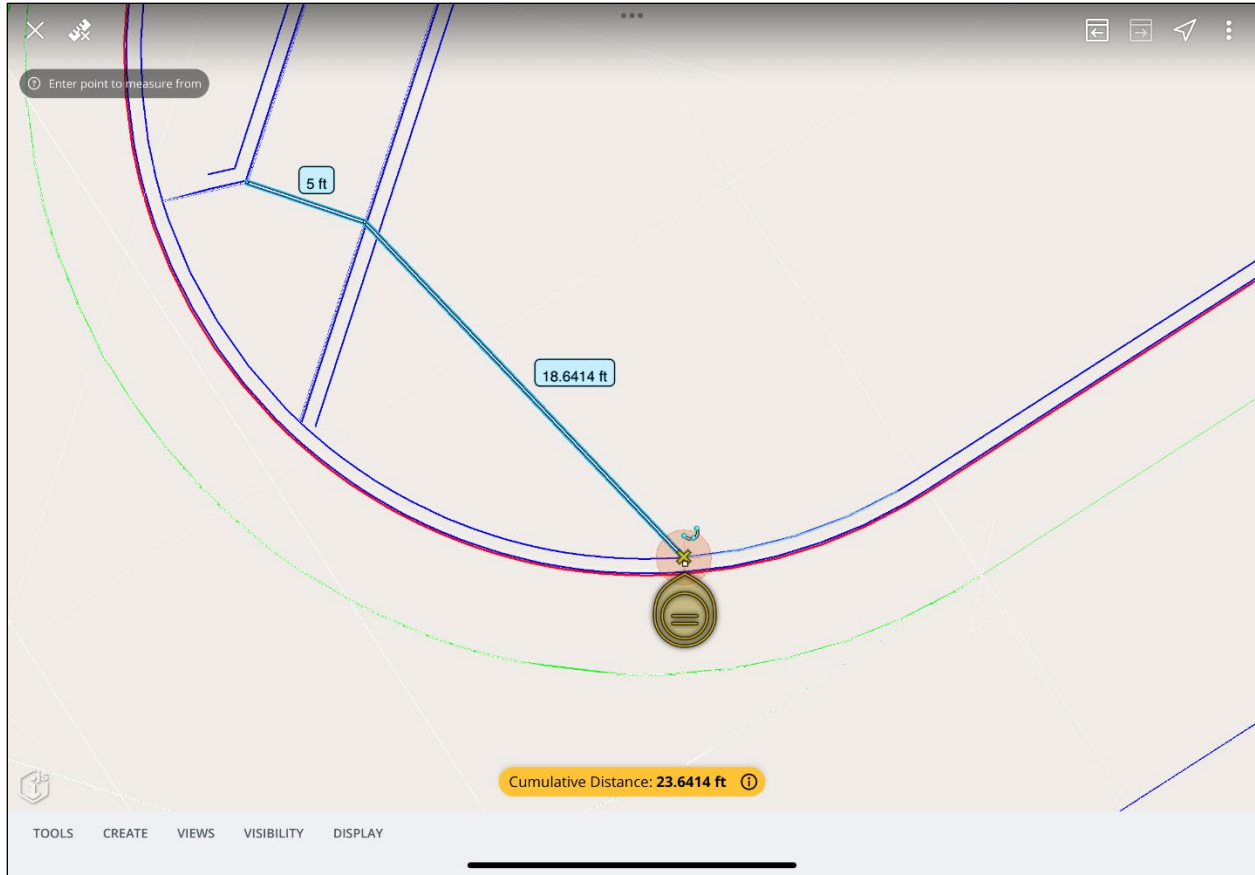 Enter point to measure from
5 ft
18.6414 ft
Cumulative Distance: 23.6414 ft
TOOLS CREATE VIEWS VISIBILITY DISPLAY